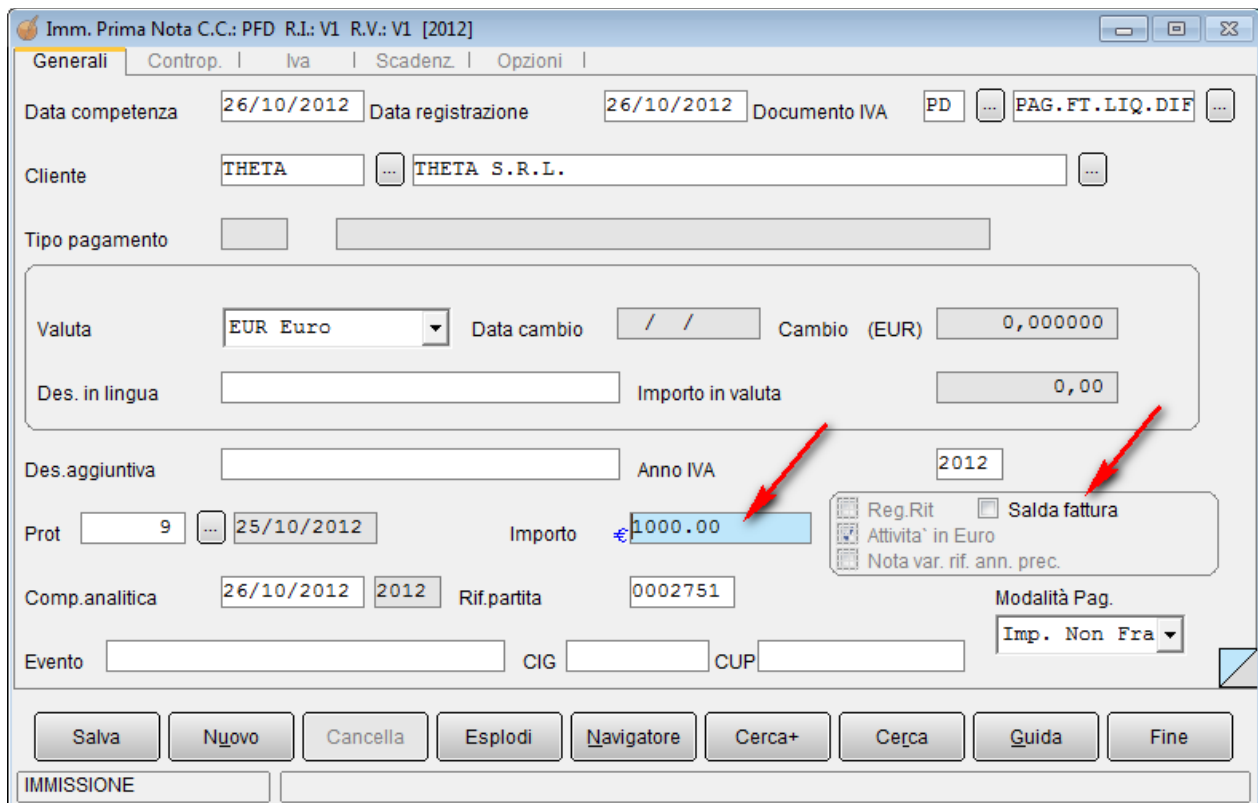 Imm. Prima Nota C.C.: PFD R.I.: V1 R.V.: V1 [2012]
Generali Controp. Iva Scadenz. Opzioni
Data competenza 26/10/2012 Data registrazione 26/10/2012 Documento IVA PD ... PAG.FT.LIQ.DIF ...
Cliente THETA ... THETA S.R.L. ...
Tipo pagamento
Valuta EUR Euro Data cambio / / Cambio (EUR) 0,000000
Des. in lingua Importo in valuta 0,00
Des.aggiuntiva Anno IVA 2012
Prot 9 ... 25/10/2012 Importo €1000.00 Reg.Rit Salda fattura
Attivita` in Euro
Nota var. rif. ann. prec.
Comp.analitica 26/10/2012 2012 Rif.partita 0002751 Modalità Pag.
Imp. Non Fra
Evento CIG CUP
Salva Nuovo Cancella Esplodi Navigatore Cerca+ Cerca Guida Fine
IMMISSIONE